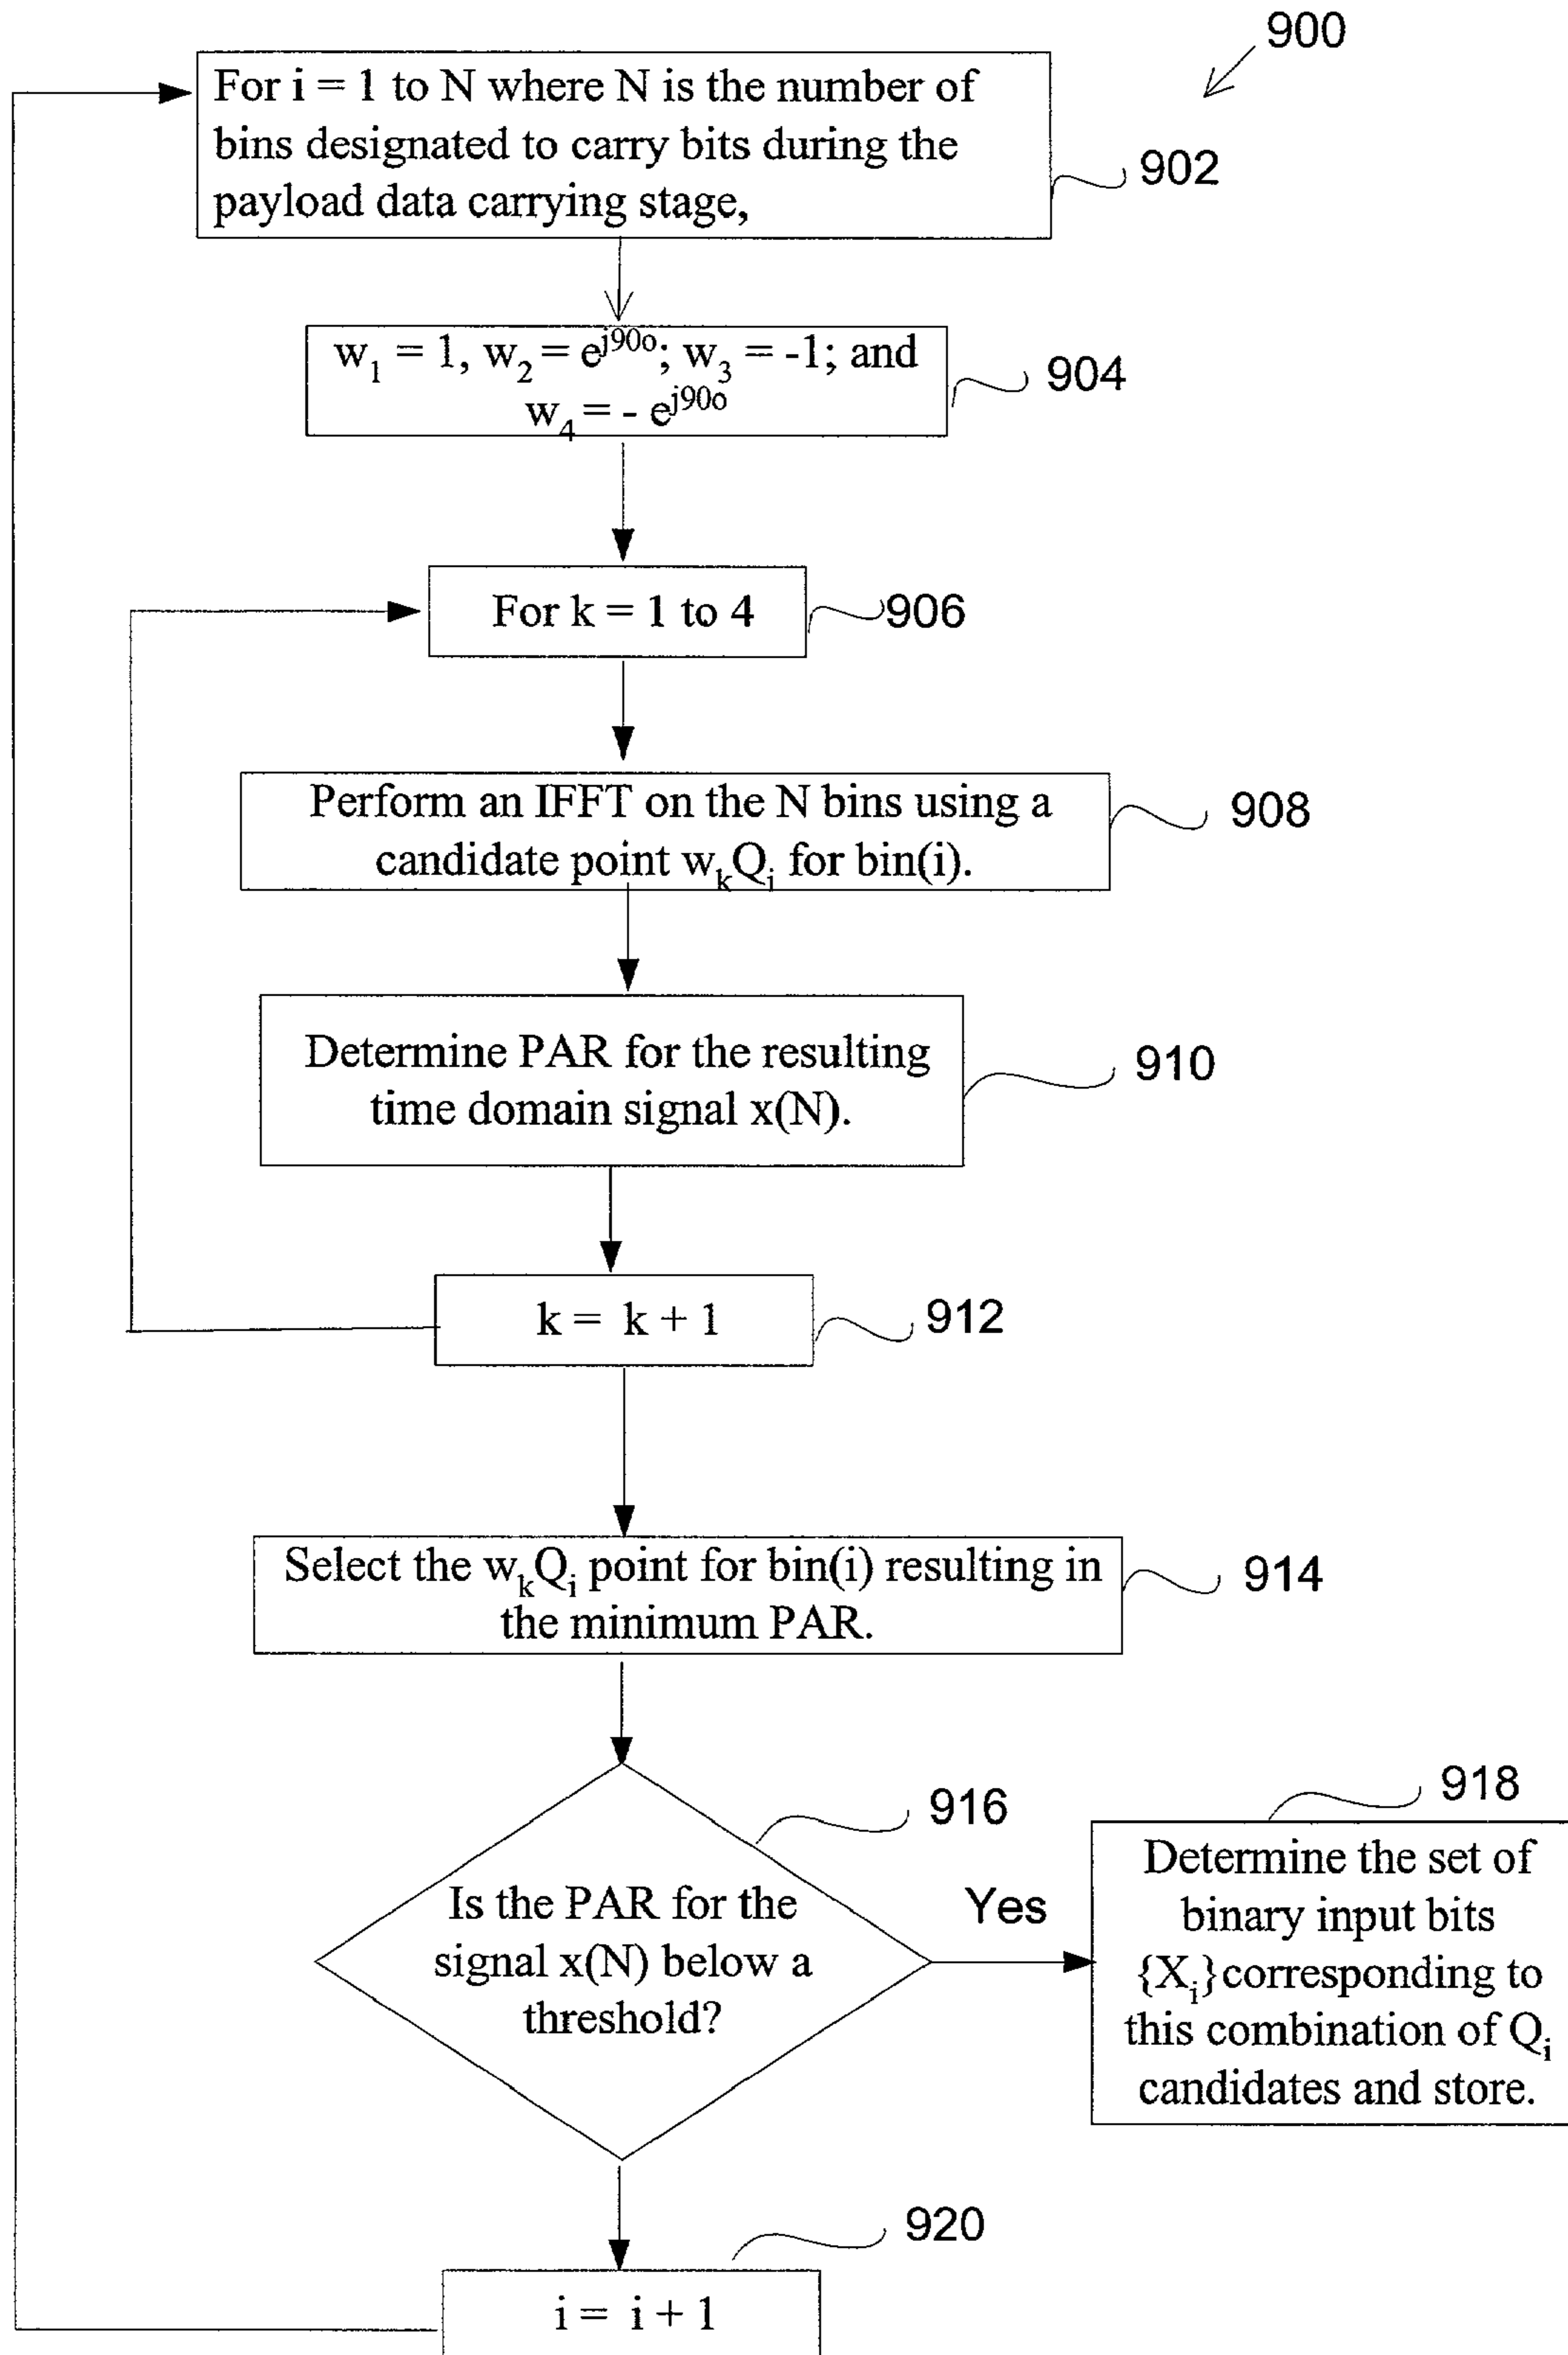 900
For i = 1 to N where N is the number of
bins designated to carry bits during the
payload data carrying stage,
902
w1 = 1, w2 = e^j90o; w3 = -1; and
w4 = - e^j90o
904
For k = 1 to 4
906
Perform an IFFT on the N bins using a
candidate point wkQi for bin(i).
908
Determine PAR for the resulting
time domain signal x(N).
910
k = k + 1
912
Select the wkQi point for bin(i) resulting in
the minimum PAR.
914
916
Is the PAR for the
signal x(N) below a
threshold?
Yes
918
Determine the set of
binary input bits
{Xi}corresponding to
this combination of Qi
candidates and store.
920
i = i + 1